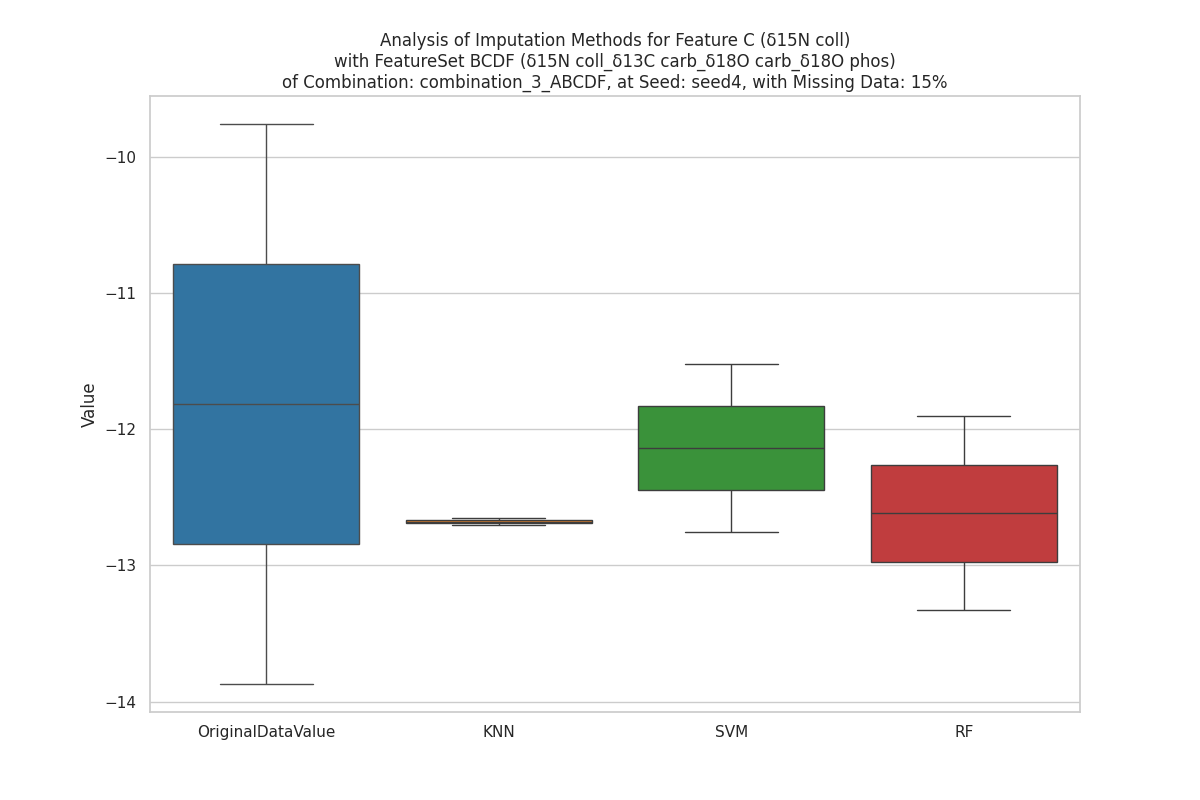 Analysis of Imputation Methods for Feature C (δ15N coll)
with FeatureSet BCDF (δ15N coll_δ13C carb_δ18O carb_δ18O phos)
of Combination: combination_3_ABCDF, at Seed: seed4, with Missing Data: 15%
−10
−11
−12
−13
−14
Value
OriginalDataValue
KNN
SVM
RF